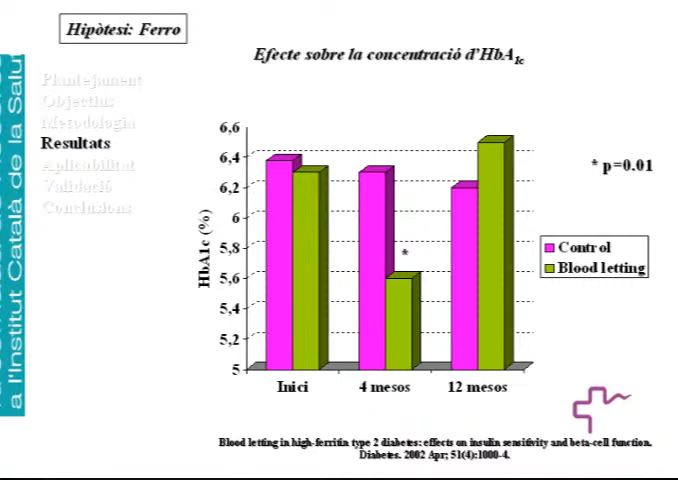 Hipòtesi: Ferro
Efecte sobre la concentració d'HbA1c
a l'Institut Català de la Salut
Plantejament
Objectius
Metodologia
Resultats
Aplicabilitat
Validació
Conclusions
HbA1c (%)
6,6
6,4
6,2
6
5,8
5,6
5,4
5,2
5
*
Inici
4 mesos
12 mesos
* p=0.01
Control
Blood letting
Blood letting in high-ferritin type 2 diabetes: effects on insulin sensitivity and beta-cell function.
Diabetes. 2002 Apr; 51(4):1000-4.